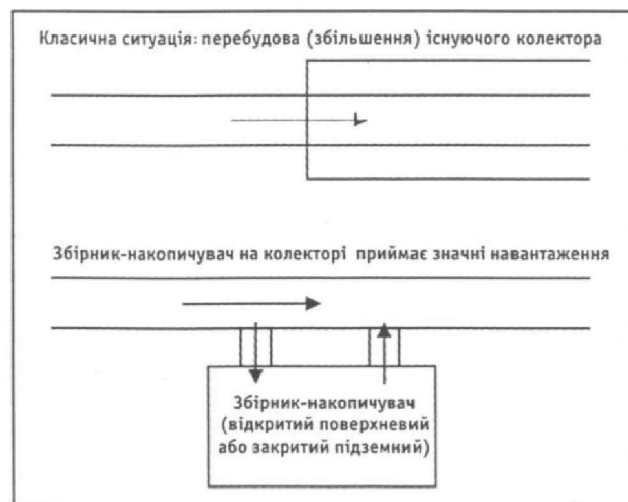 Класична ситуація: перебудова (збільшення) існуючого колектора
Збірник-накопичувач на колекторі приймає значні навантаження
Збірник-накопичувач
(відкритий поверхневий
або закритий підземний)